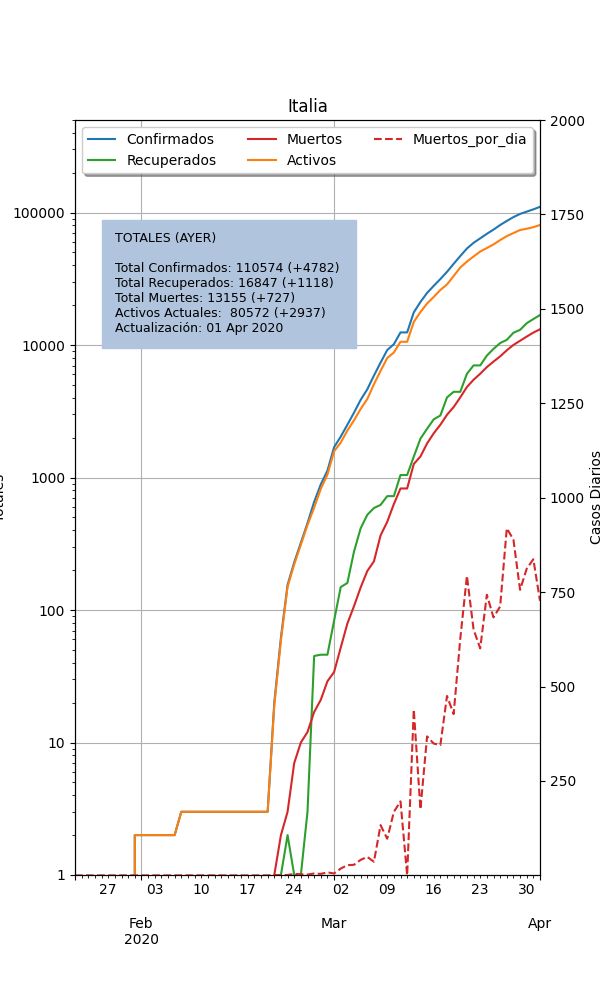 Italia
Confirmados
Recuperados
Muertos
Activos
Muertos_por_dia
TOTALES (AYER)
Total Confirmados: 110574 (+4782)
Total Recuperados: 16847 (+1118)
Total Muertes: 13155 (+727)
Activos Actuales:  80572 (+2937)
Actualización: 01 Apr 2020
100000
10000
1000
100
10
1
2000
1750
1500
1250
1000
750
500
250
Casos Diarios
27 03 10 17 24 02 09 16 23 30
Feb Mar Apr
2020